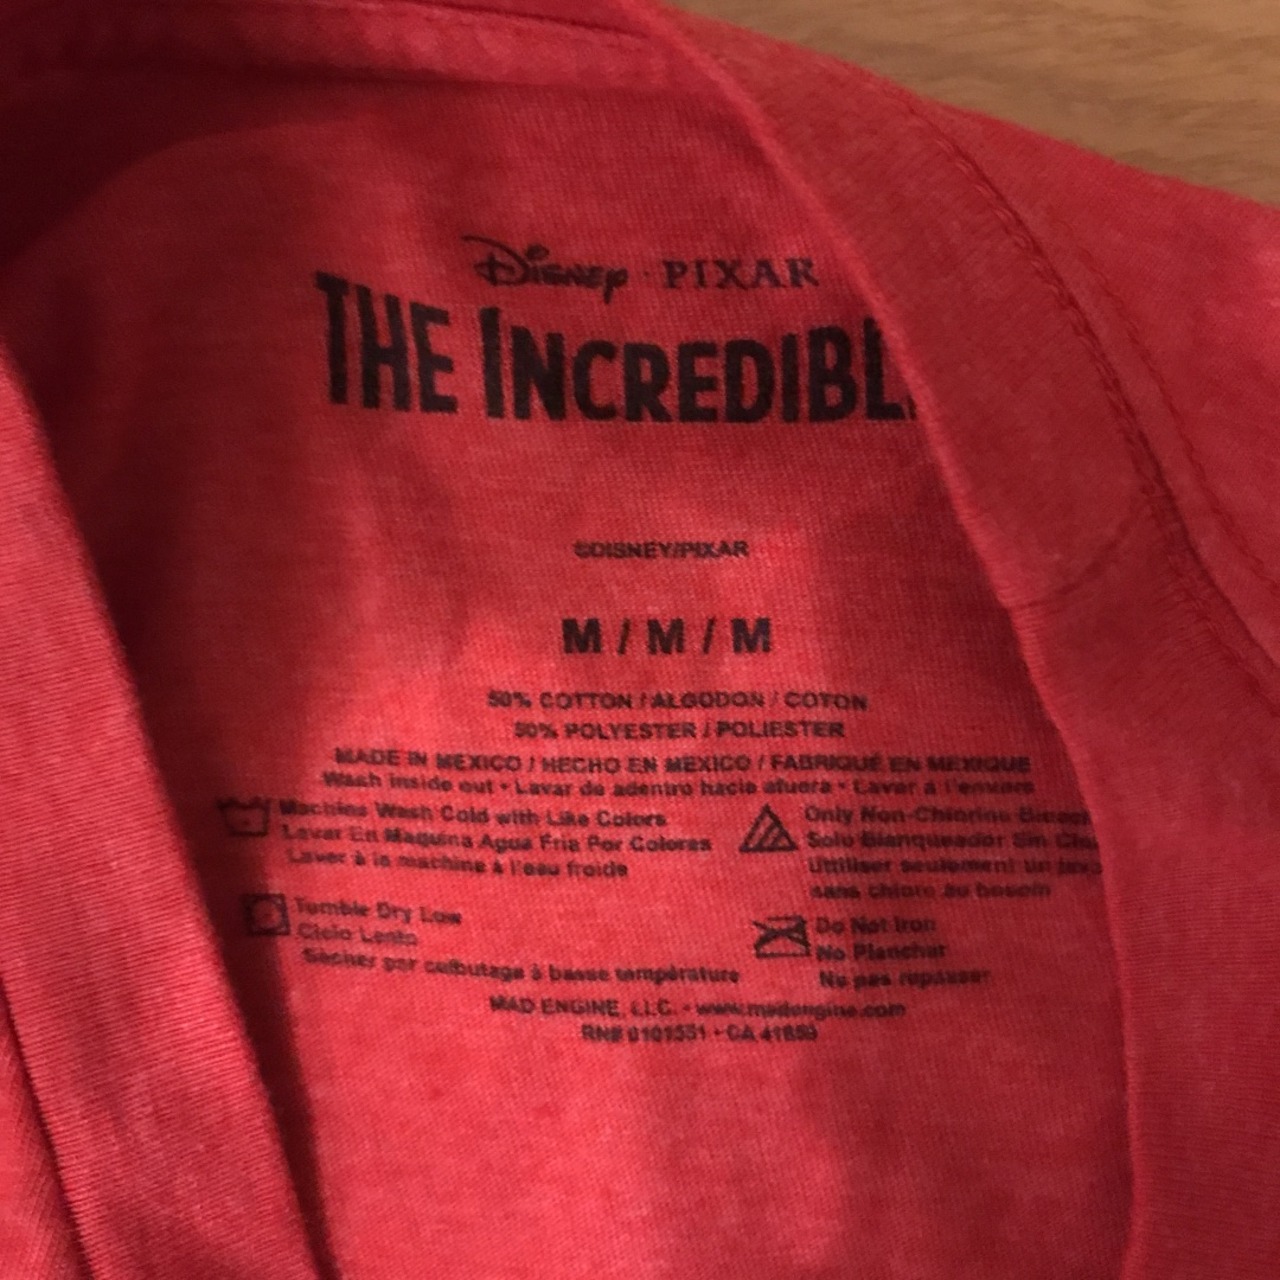 Disney · PIXAR
THE INCREDIBL
©DISNEY/PIXAR
M / M / M
50% COTTON / ALGODON / COTON
50% POLYESTER / POLIESTER
MADE IN MEXICO / HECHO EN MEXICO / FABRIQUÉ EN MEXIQUE
Wash inside out • Lavar de adentro hacia afuera • Laver à l'envers
Machine Wash Cold with Like Colors
Lavar En Maquina Agua Fria Por Colores
Laver à la machine à l'eau froide
Only Non-Chlorine Bleach
Solo Blanqueador Sin
Utiliser seulement un
sans chlore au besoin
Tumble Dry Low
Ciclo Lento
Sécher par culbutage à basse température
Do Not Iron
No Planchar
Ne pas repasser
MAD ENGINE, LLC. • www.madengine.com
RN# 0101551 • CA 41859